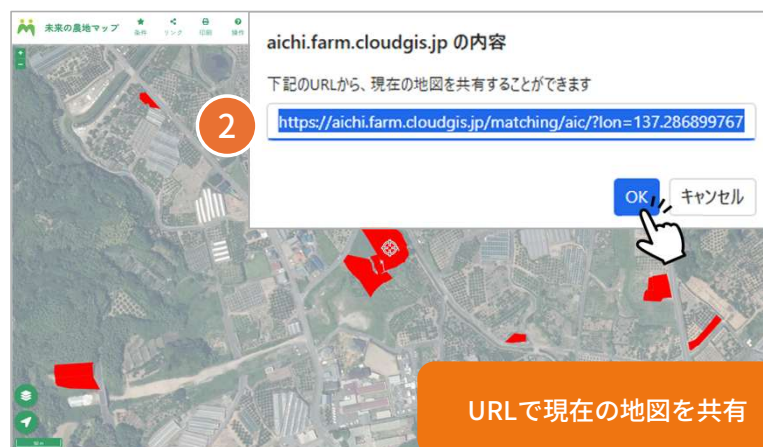 未来の農地マップ
条件
リンク
印刷
操作
+
−
aichi.farm.cloudgis.jp の内容
下記のURLから、現在の地図を共有することができます
2
https://aichi.farm.cloudgis.jp/matching/aic/?lon=137.286899767
OK
キャンセル
URLで現在の地図を共有